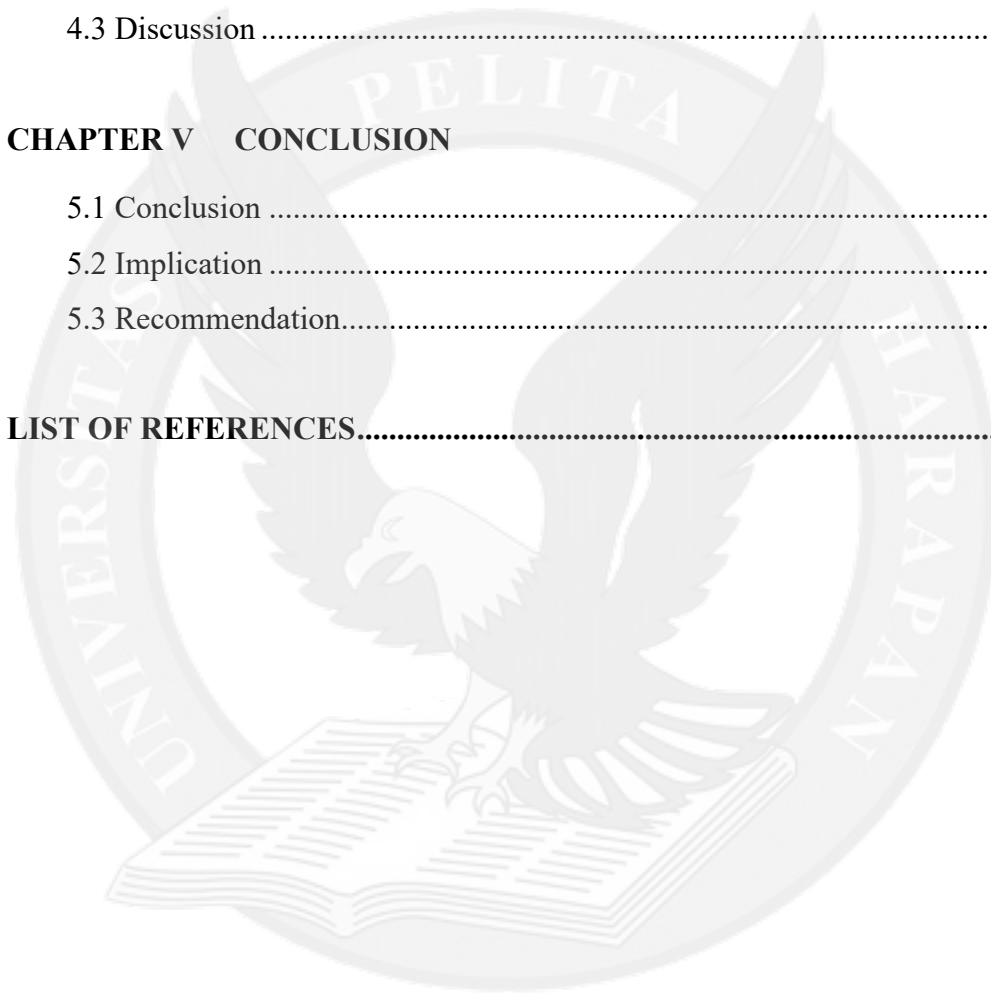 4.3 Discussion ................................................................................................
CHAPTER V CONCLUSION
5.1 Conclusion ...............................................................................................
5.2 Implication ...............................................................................................
5.3 Recommendation.....................................................................................
LIST OF REFERENCES...................................................................................
UNIVERSITAS PELITA HARAPAN